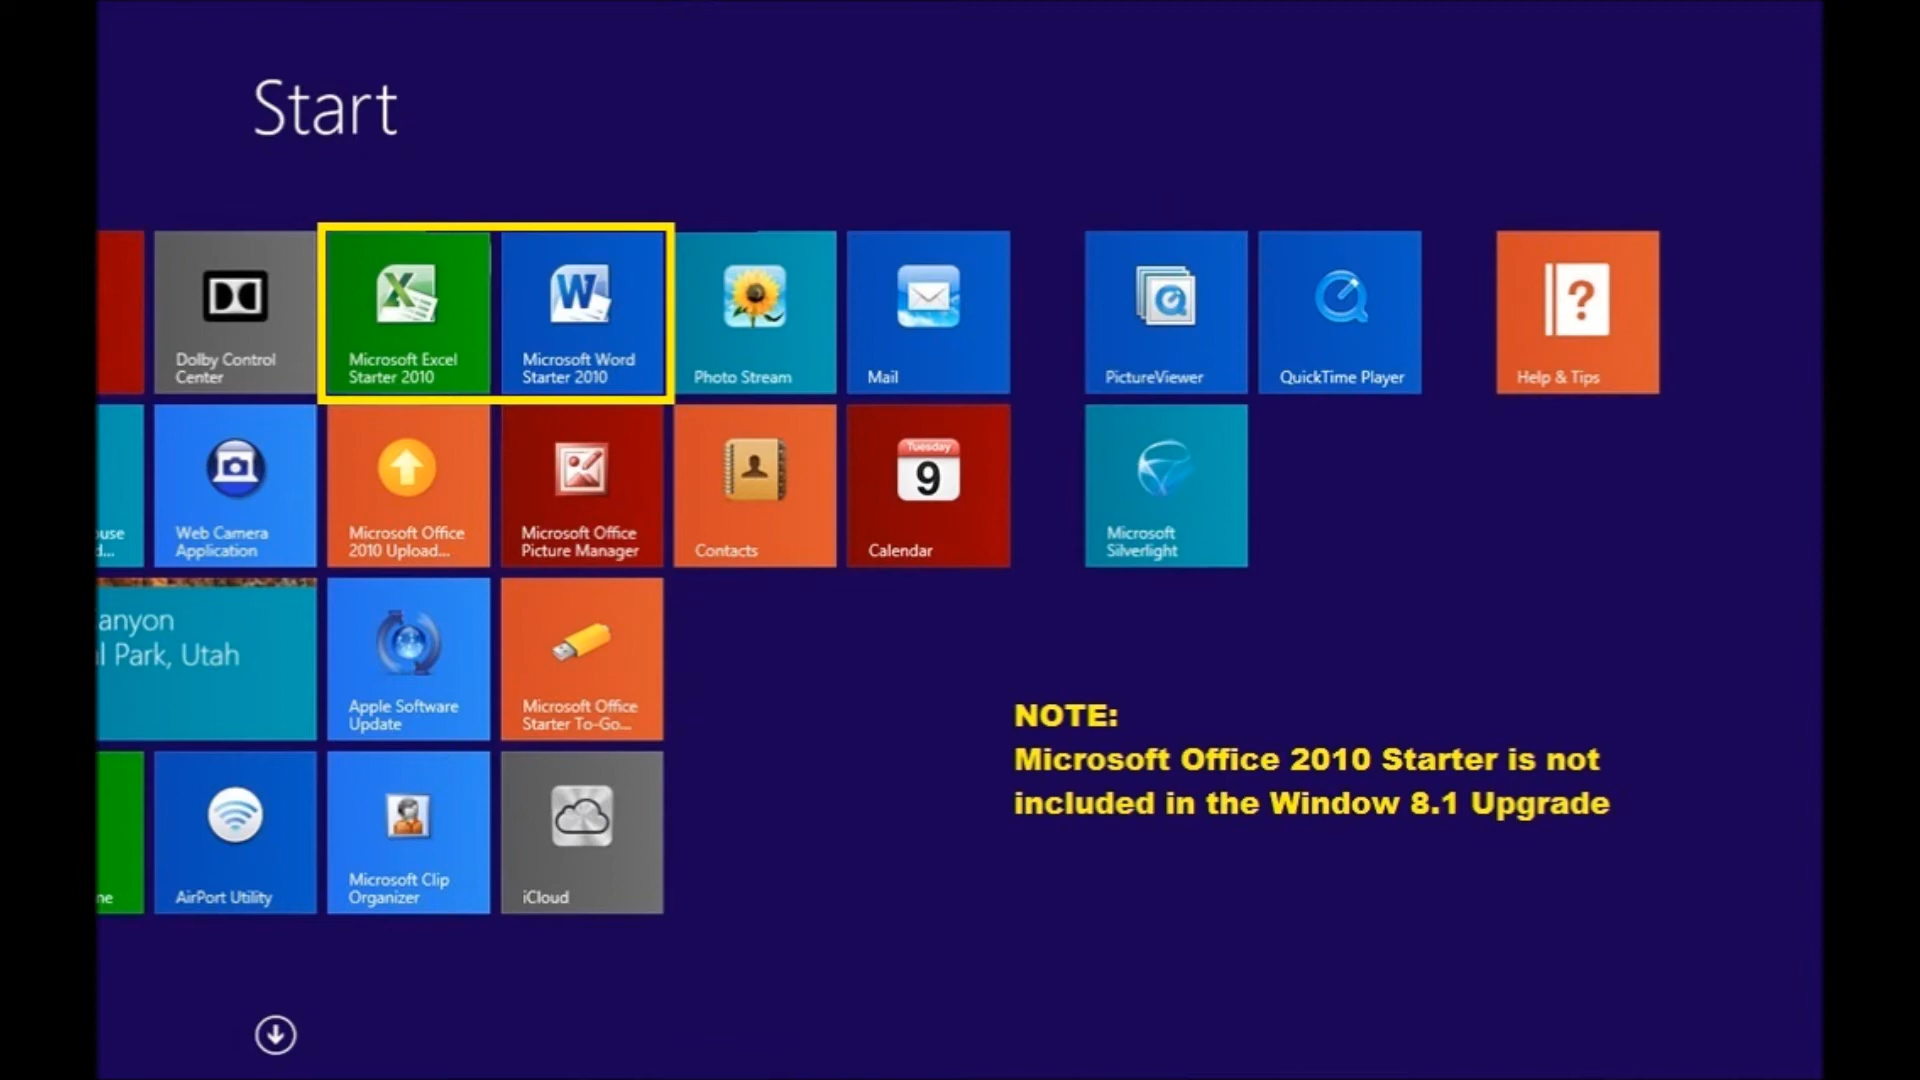 Start
Dolby Control
Center
Microsoft Excel
Starter 2010
Microsoft Word
Starter 2010
Photo Stream
Mail
PictureViewer
QuickTime Player
?
Help & Tips
use
d...
Web Camera
Application
Microsoft Office
2010 Upload...
Microsoft Office
Picture Manager
Contacts
Tuesday
9
Calendar
Microsoft
Silverlight
anyon
l Park, Utah
Apple Software
Update
Microsoft Office
Starter To-Go...
ne
AirPort Utility
Microsoft Clip
Organizer
iCloud
NOTE:
Microsoft Office 2010 Starter is not
included in the Window 8.1 Upgrade